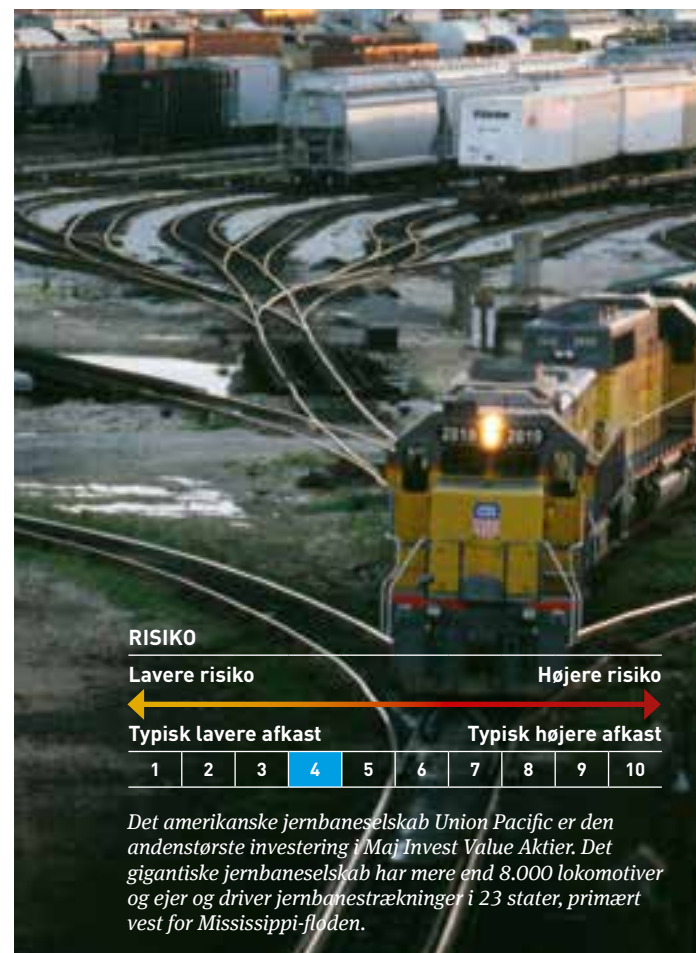 RISIKO
Lavere risiko Højere risiko
Typisk lavere afkast Typisk højere afkast
1 2 3 4 5 6 7 8 9 10
Det amerikanske jernbaneselskab Union Pacific er den
andenstørste investering i Maj Invest Value Aktier. Det
gigantiske jernbaneselskab har mere end 8.000 lokomotiver
og ejer og driver jernbanestrækninger i 23 stater, primært
vest for Mississippi-floden.